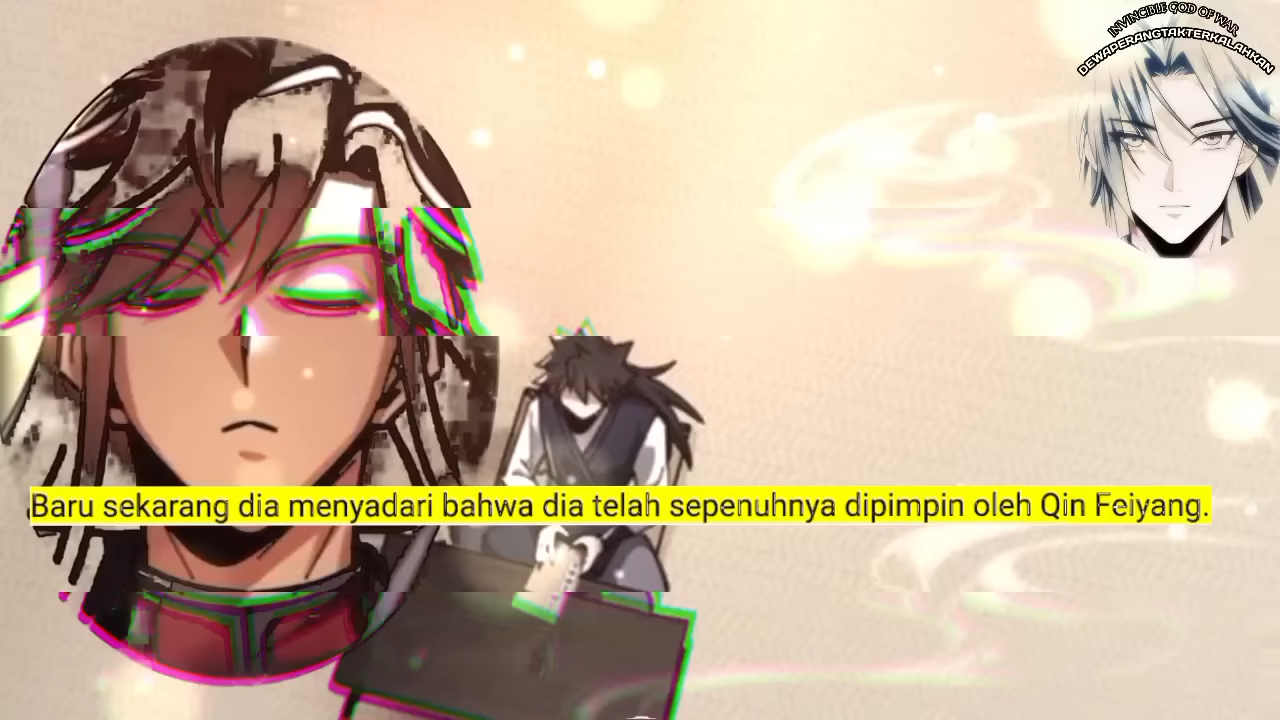 INVINCIBLE GOD OF WAR
DEWAPERANGTAKTERKALAHKAN
Baru sekarang dia menyadari bahwa dia telah sepenuhnya dipimpin oleh Qin Feiyang.